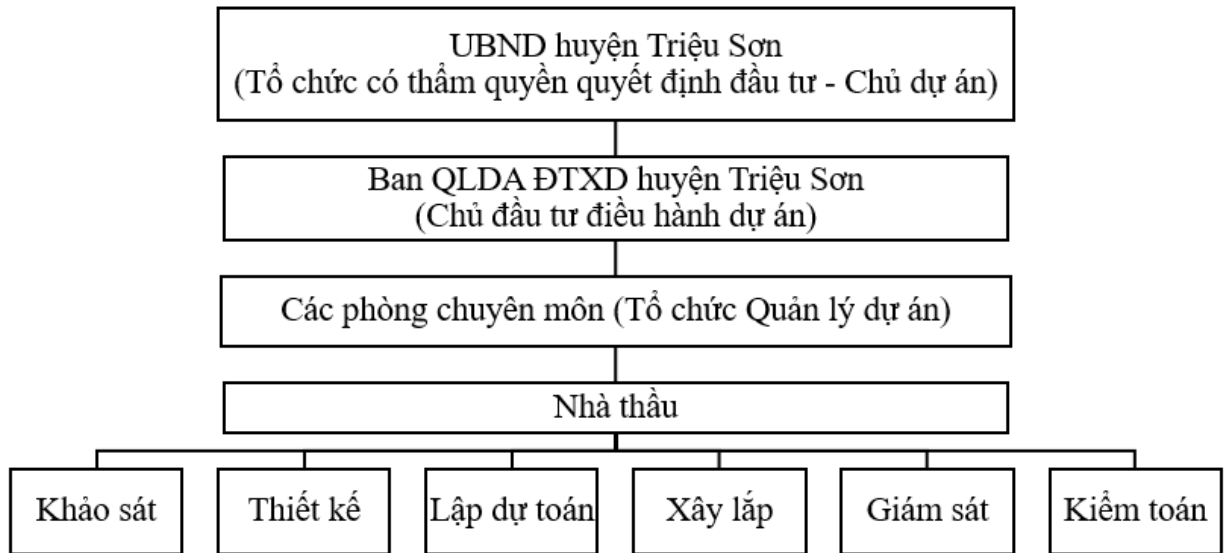 UBND huyện Triệu Sơn
(Tổ chức có thẩm quyền quyết định đầu tư - Chủ dự án)
Ban QLDA ĐTXD huyện Triệu Sơn
(Chủ đầu tư điều hành dự án)
Các phòng chuyên môn (Tổ chức Quản lý dự án)
Nhà thầu
Khảo sát
Thiết kế
Lập dự toán
Xây lắp
Giám sát
Kiểm toán